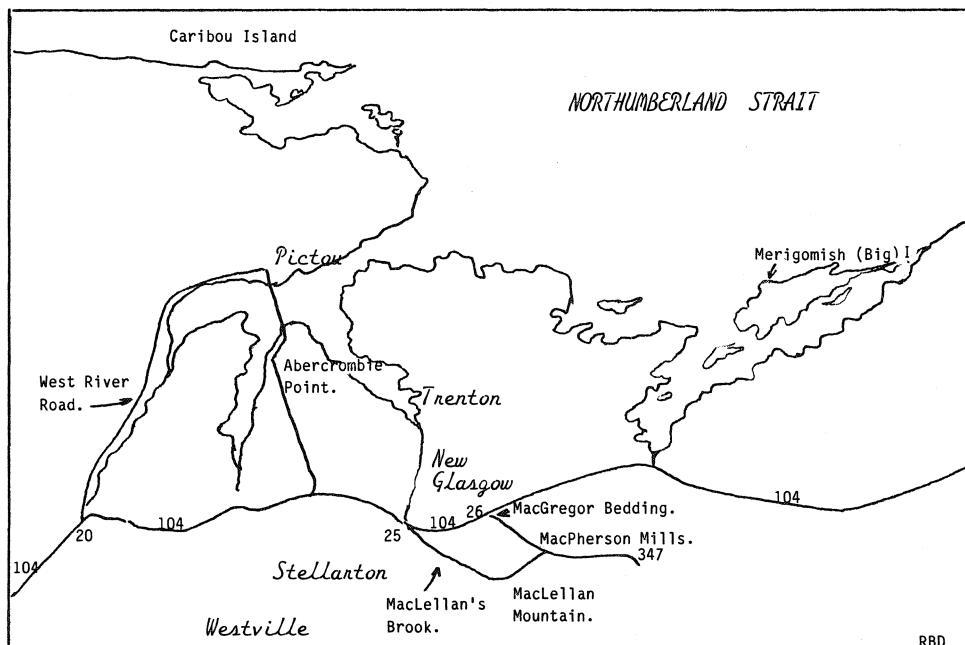 Caribou Island
NORTHUMBERLAND STRAIT
Pictou
Merigomish (Big) I
West River
Road.
Abercrombie
Point.
Trenton
New
Glasgow
104
20
104
25
104
26
MacGregor Bedding.
104
MacPherson Mills.
347
104
Stellarton
MacLellan's
Brook.
MacLellan
Mountain.
Westville
RBD